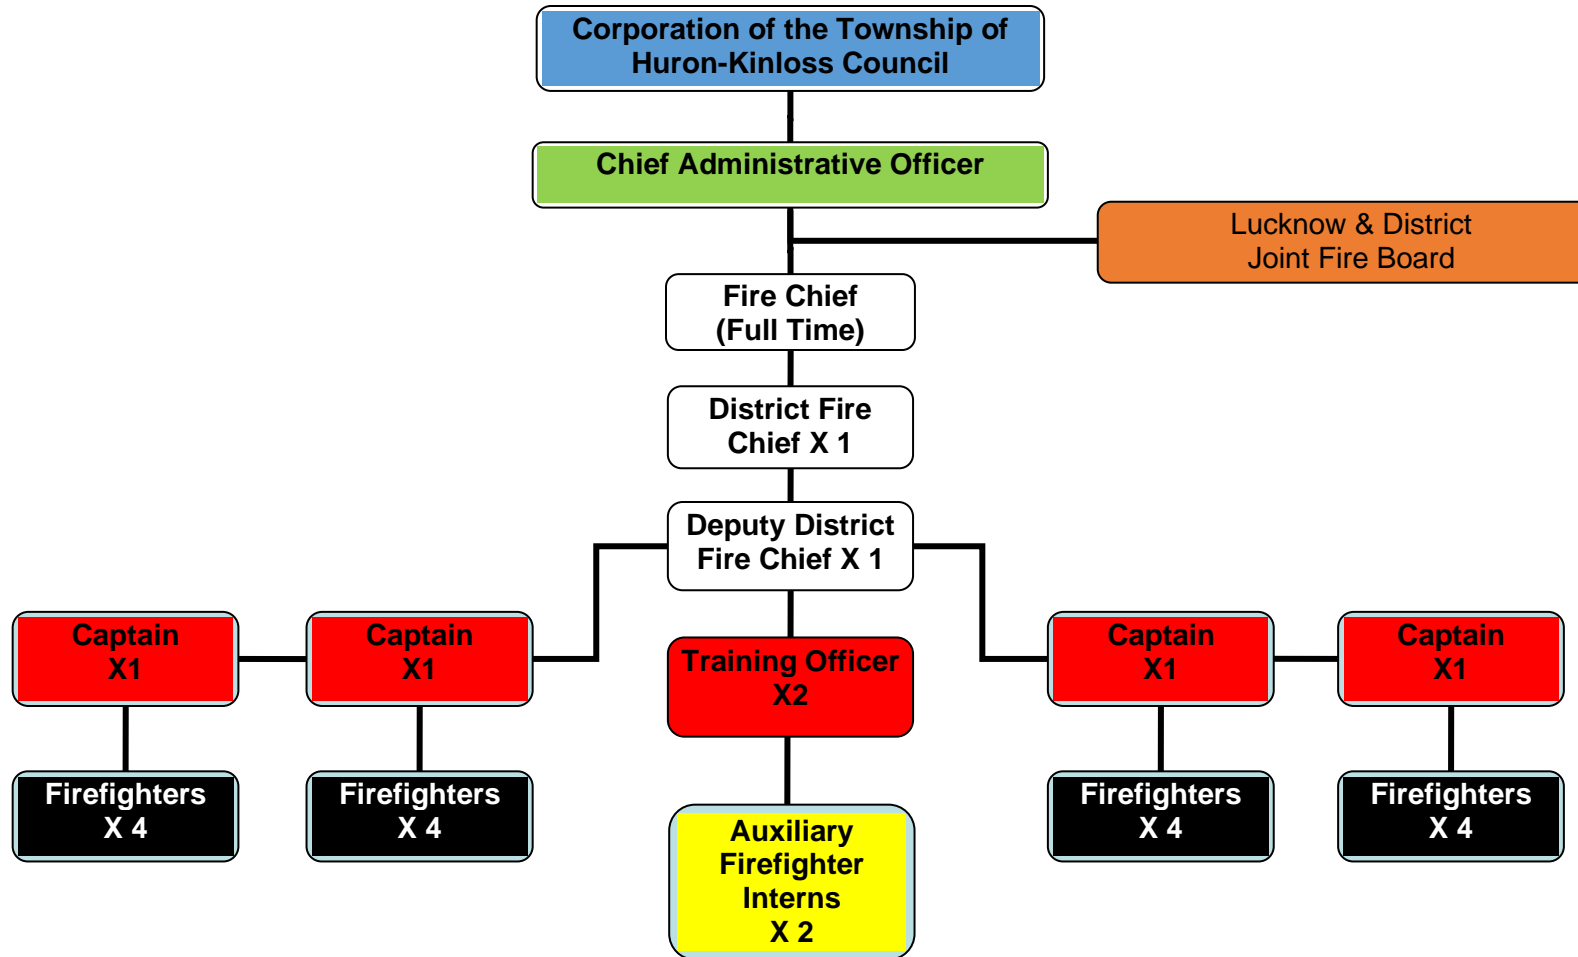 Corporation of the Township of
Huron-Kinloss Council
Chief Administrative Officer
Lucknow & District
Joint Fire Board
Fire Chief
(Full Time)
District Fire
Chief X 1
Deputy District
Fire Chief X 1
Captain
X1
Captain
X1
Training Officer
X2
Captain
X1
Captain
X1
Firefighters
X 4
Firefighters
X 4
Auxiliary
Firefighter
Interns
X 2
Firefighters
X 4
Firefighters
X 4